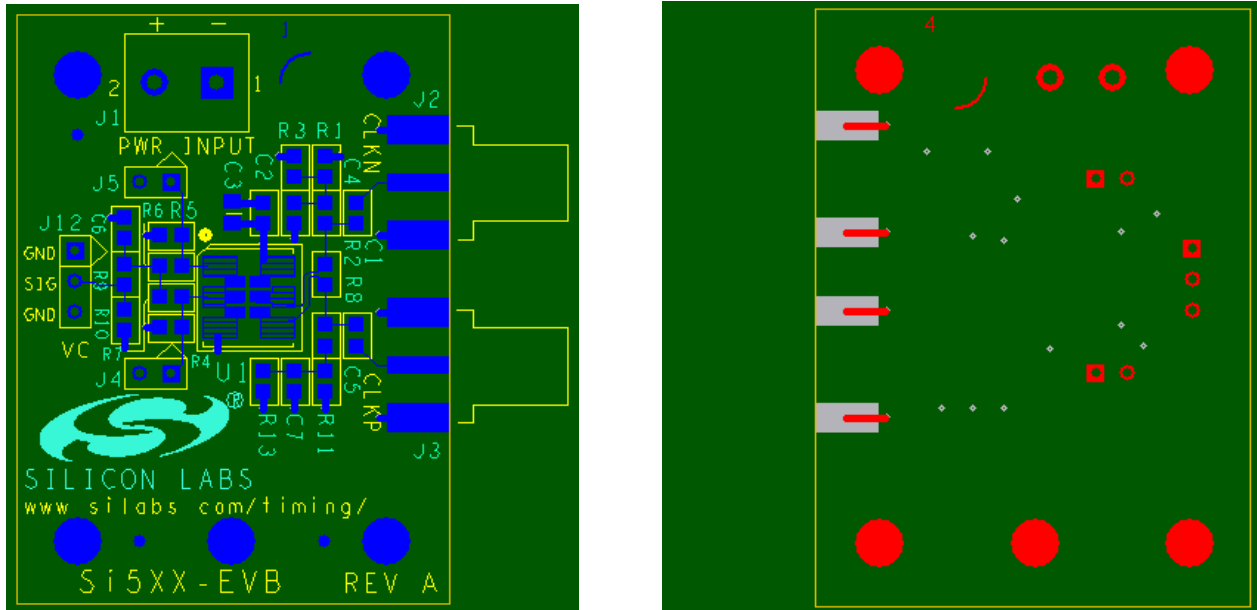 + -
J
2 1
J1
PWR INPUT
J2
CLKN
R3 R1
C2 C4
C3
J5
R6 R5
J12
C6
GND
SIG
GND
VC
R9
R10
R7
R4
J4
U1
R2
C1
R8
C5
CLKP
R13
C7
R11
J3
®
SILICON LABS
www silabs com/timing/
Si5XX-EVB REV A
4